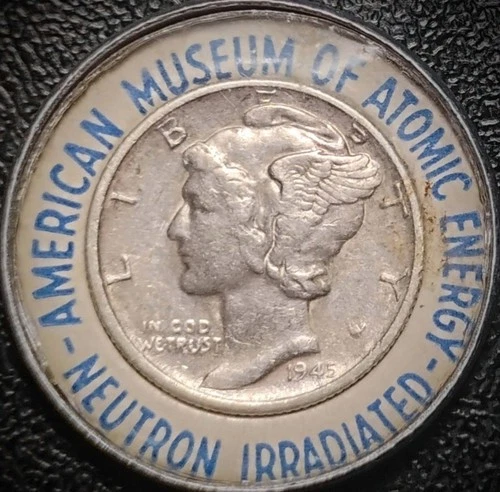 AMERICAN MUSEUM OF ATOMIC ENERGY
- NEUTRON IRRADIATED -
LIBERTY
IN GOD
WE TRUST
1945